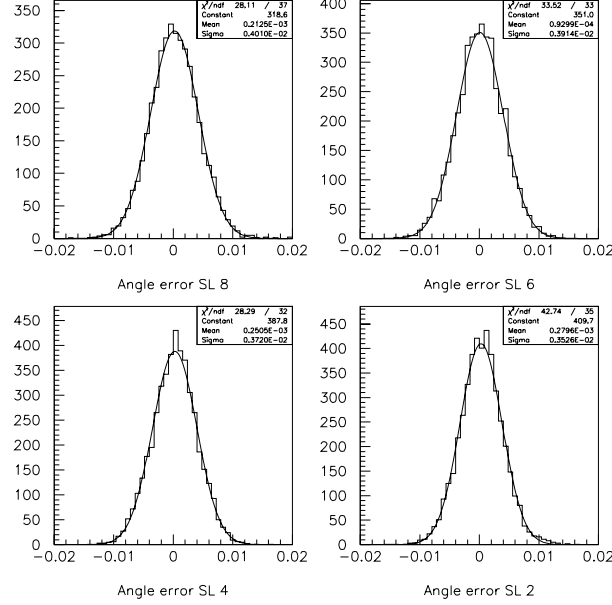 χ²/ndf 28.11 / 37
Constant 318.6
Mean 0.2125E-03
Sigma 0.4010E-02
350
300
250
200
150
100
50
0
−0.02 −0.01 0 0.01 0.02
Angle error SL 8
χ²/ndf 33.52 / 33
Constant 351.0
Mean 0.9299E-04
Sigma 0.3914E-02
400
350
300
250
200
150
100
50
0
−0.02 −0.01 0 0.01 0.02
Angle error SL 6
χ²/ndf 28.29 / 32
Constant 387.8
Mean 0.2505E-03
Sigma 0.3720E-02
450
400
350
300
250
200
150
100
50
0
−0.02 −0.01 0 0.01 0.02
Angle error SL 4
χ²/ndf 42.74 / 35
Constant 409.7
Mean 0.2796E-03
Sigma 0.3526E-02
450
400
350
300
250
200
150
100
50
0
−0.02 −0.01 0 0.01 0.02
Angle error SL 2